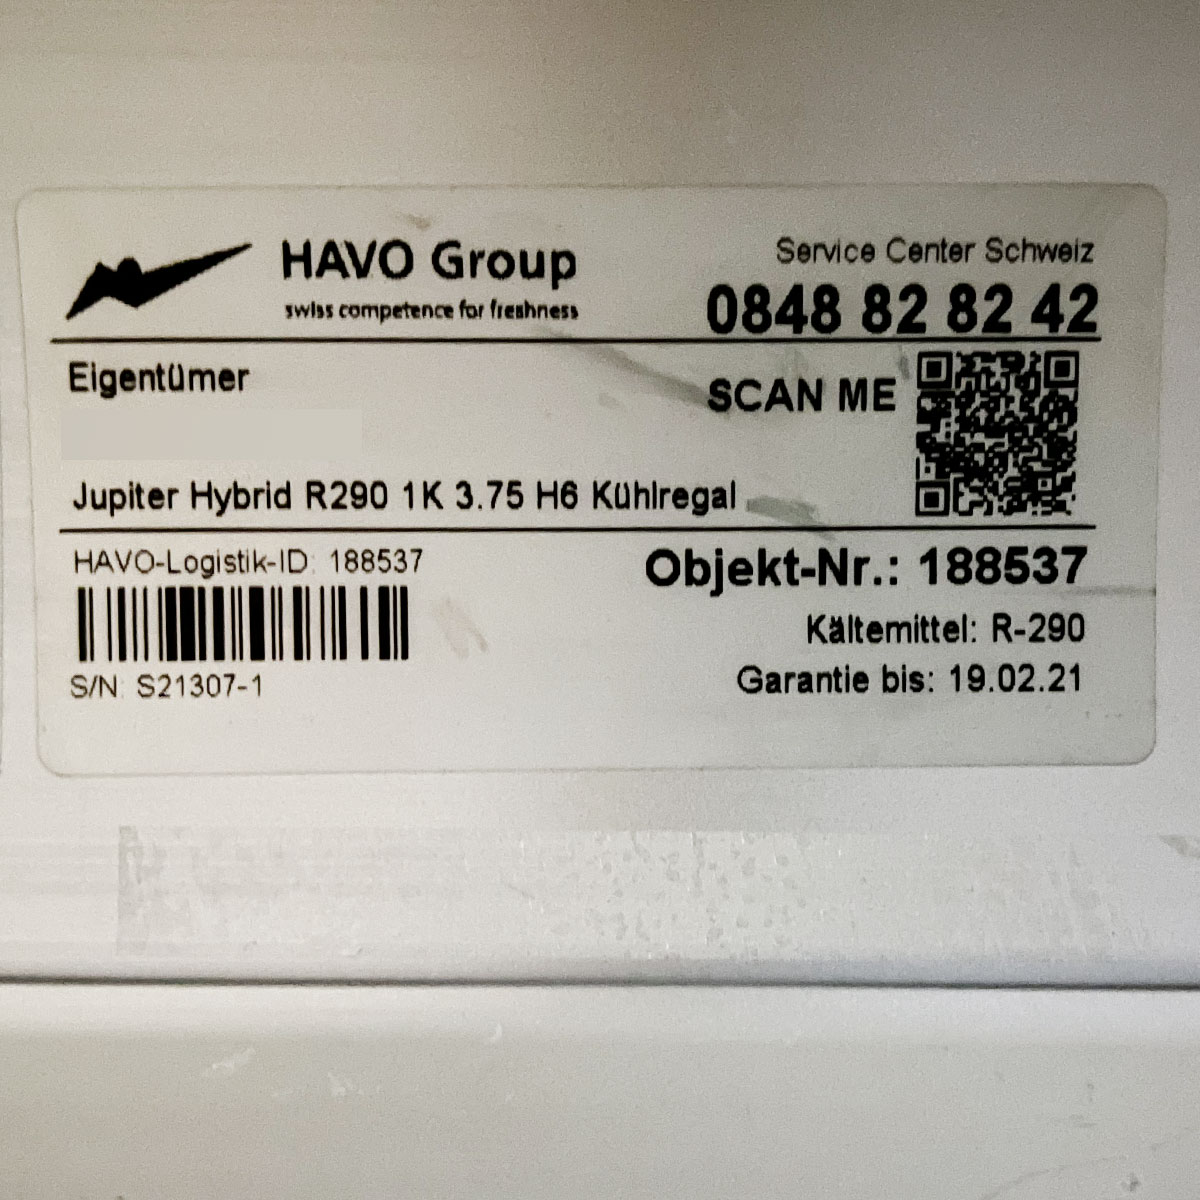 HAVO Group
swiss competence for freshness
Service Center Schweiz
0848 82 82 42
Eigentümer
SCAN ME
Jupiter Hybrid R290 1K 3.75 H6 Kühlregal
HAVO-Logistik-ID: 188537
S/N: S21307-1
Objekt-Nr.: 188537
Kältemittel: R-290
Garantie bis: 19.02.21